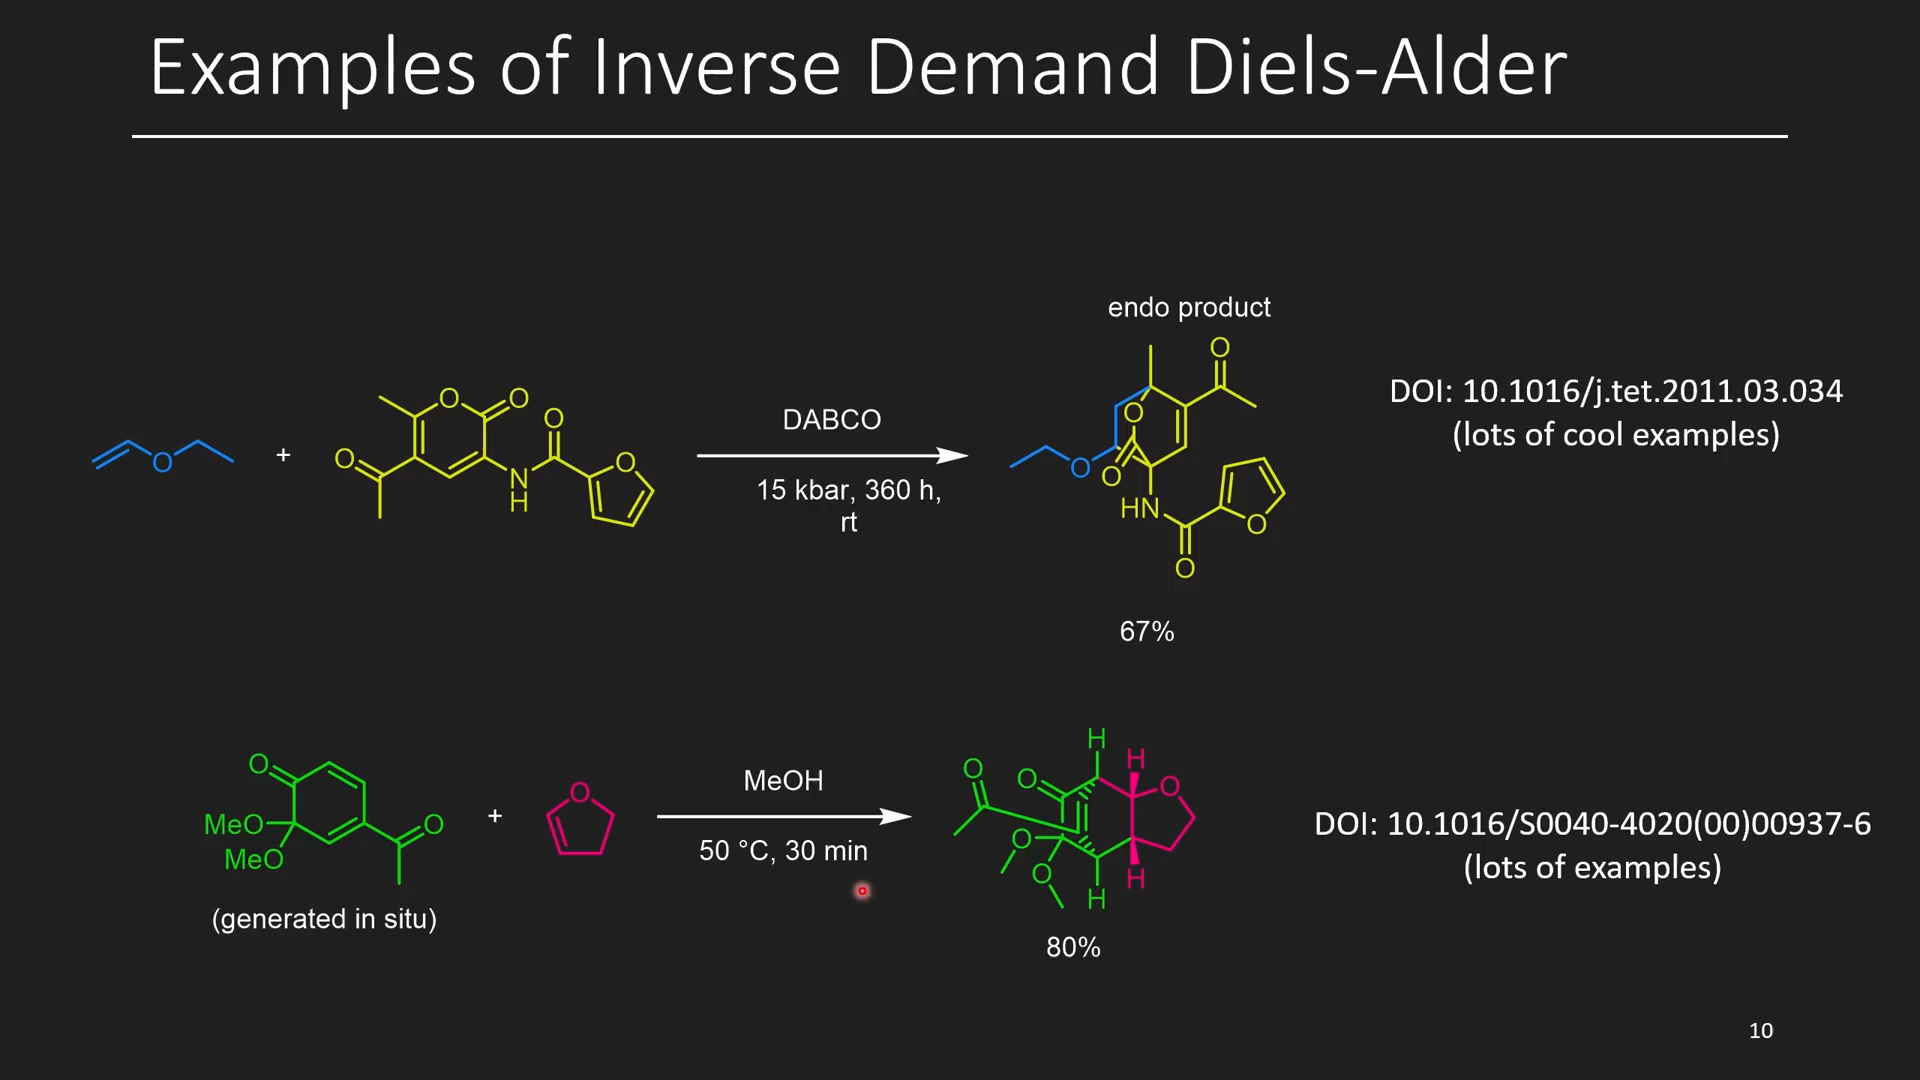 Examples of Inverse Demand Diels-Alder
endo product
O
O
O
O
O
O
+
O
N
H
O
DABCO
15 kbar, 360 h,
rt
O
O
O
HN
O
O
67%
DOI: 10.1016/j.tet.2011.03.034
(lots of cool examples)
O
MeO
MeO
O
(generated in situ)
+
O
MeOH
50 °C, 30 min
H
H
O
O
O
O
O
H
H
80%
DOI: 10.1016/S0040-4020(00)00937-6
(lots of examples)
10